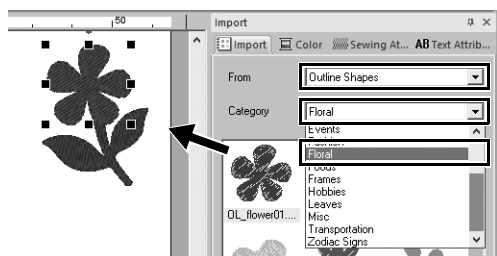 50
Import
Import Color Sewing At... AB Text Attrib...
From Outline Shapes
Category Floral
Events
Fashion
Floral
Foods
Frames
Hobbies
OL_flower01.... Leaves
Misc
Transportation
Zodiac Signs